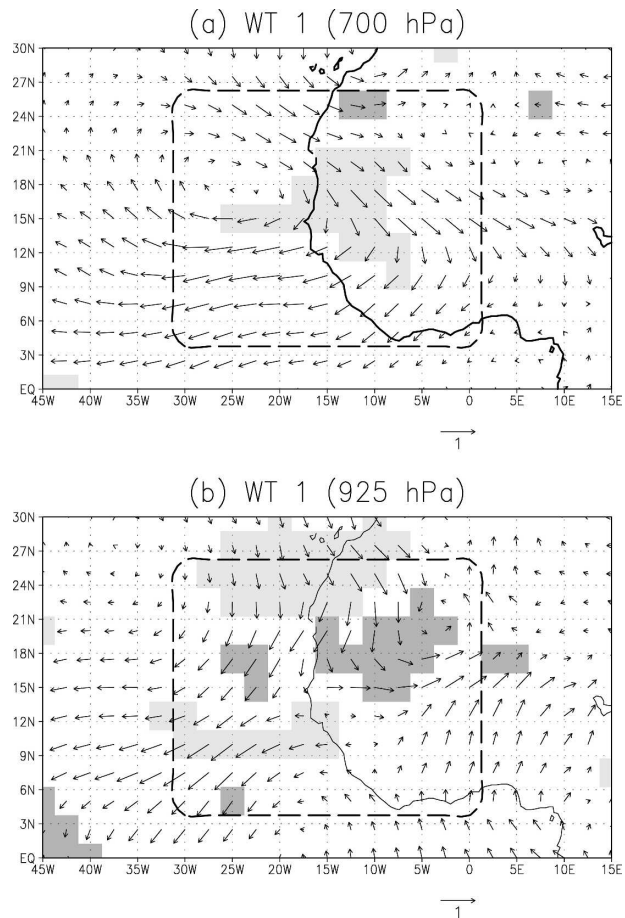 (a) WT 1 (700 hPa)
30N
27N
24N
21N
18N
15N
12N
9N
6N
3N
EQ
45W 40W 35W 30W 25W 20W 15W 10W 5W 0 5E 10E 15E
1
(b) WT 1 (925 hPa)
30N
27N
24N
21N
18N
15N
12N
9N
6N
3N
EQ
45W 40W 35W 30W 25W 20W 15W 10W 5W 0 5E 10E 15E
1